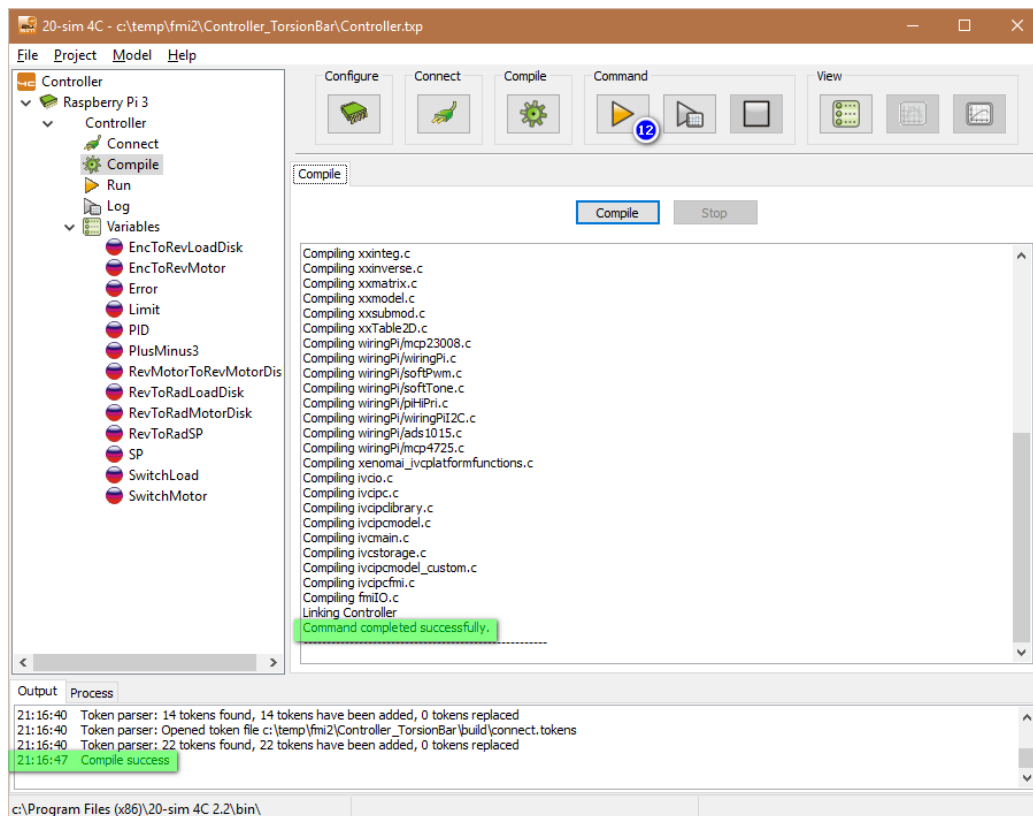 20-sim 4C - c:\temp\fmi2\Controller_TorsionBar\Controller.txp
File Project Model Help
Controller
Raspberry Pi 3
Controller
Connect
Compile
Run
Log
Variables
EncToRevLoadDisk
EncToRevMotor
Error
Limit
PID
PlusMinus3
RevMotorToRevMotorDis
RevToRadLoadDisk
RevToRadMotorDisk
RevToRadSP
SP
SwitchLoad
SwitchMotor
Configure Connect Compile Command View
12
Compile
Compile Stop
Compiling xxinteg.c
Compiling xxinverse.c
Compiling xxmatrix.c
Compiling xxmodel.c
Compiling xxsubmod.c
Compiling xxTable2D.c
Compiling wiringPi/mcp23008.c
Compiling wiringPi/wiringPi.c
Compiling wiringPi/softPwm.c
Compiling wiringPi/softTone.c
Compiling wiringPi/piHiPri.c
Compiling wiringPi/wiringPiI2C.c
Compiling wiringPi/ads1015.c
Compiling wiringPi/mcp4725.c
Compiling xenomai_ivcplatformfunctions.c
Compiling ivcio.c
Compiling ivcipc.c
Compiling ivcipclibrary.c
Compiling ivcipcmodel.c
Compiling ivcmain.c
Compiling ivcstorage.c
Compiling ivcipcmodel_custom.c
Compiling ivcipcfmi.c
Compiling fmiIO.c
Linking Controller
Command completed successfully.
Output Process
21:16:40 Token parser: 14 tokens found, 14 tokens have been added, 0 tokens replaced
21:16:40 Token parser: Opened token file c:\temp\fmi2\Controller_TorsionBar\build\connect.tokens
21:16:40 Token parser: 22 tokens found, 22 tokens have been added, 0 tokens replaced
21:16:47 Compile success
c:\Program Files (x86)\20-sim 4C 2.2\bin\